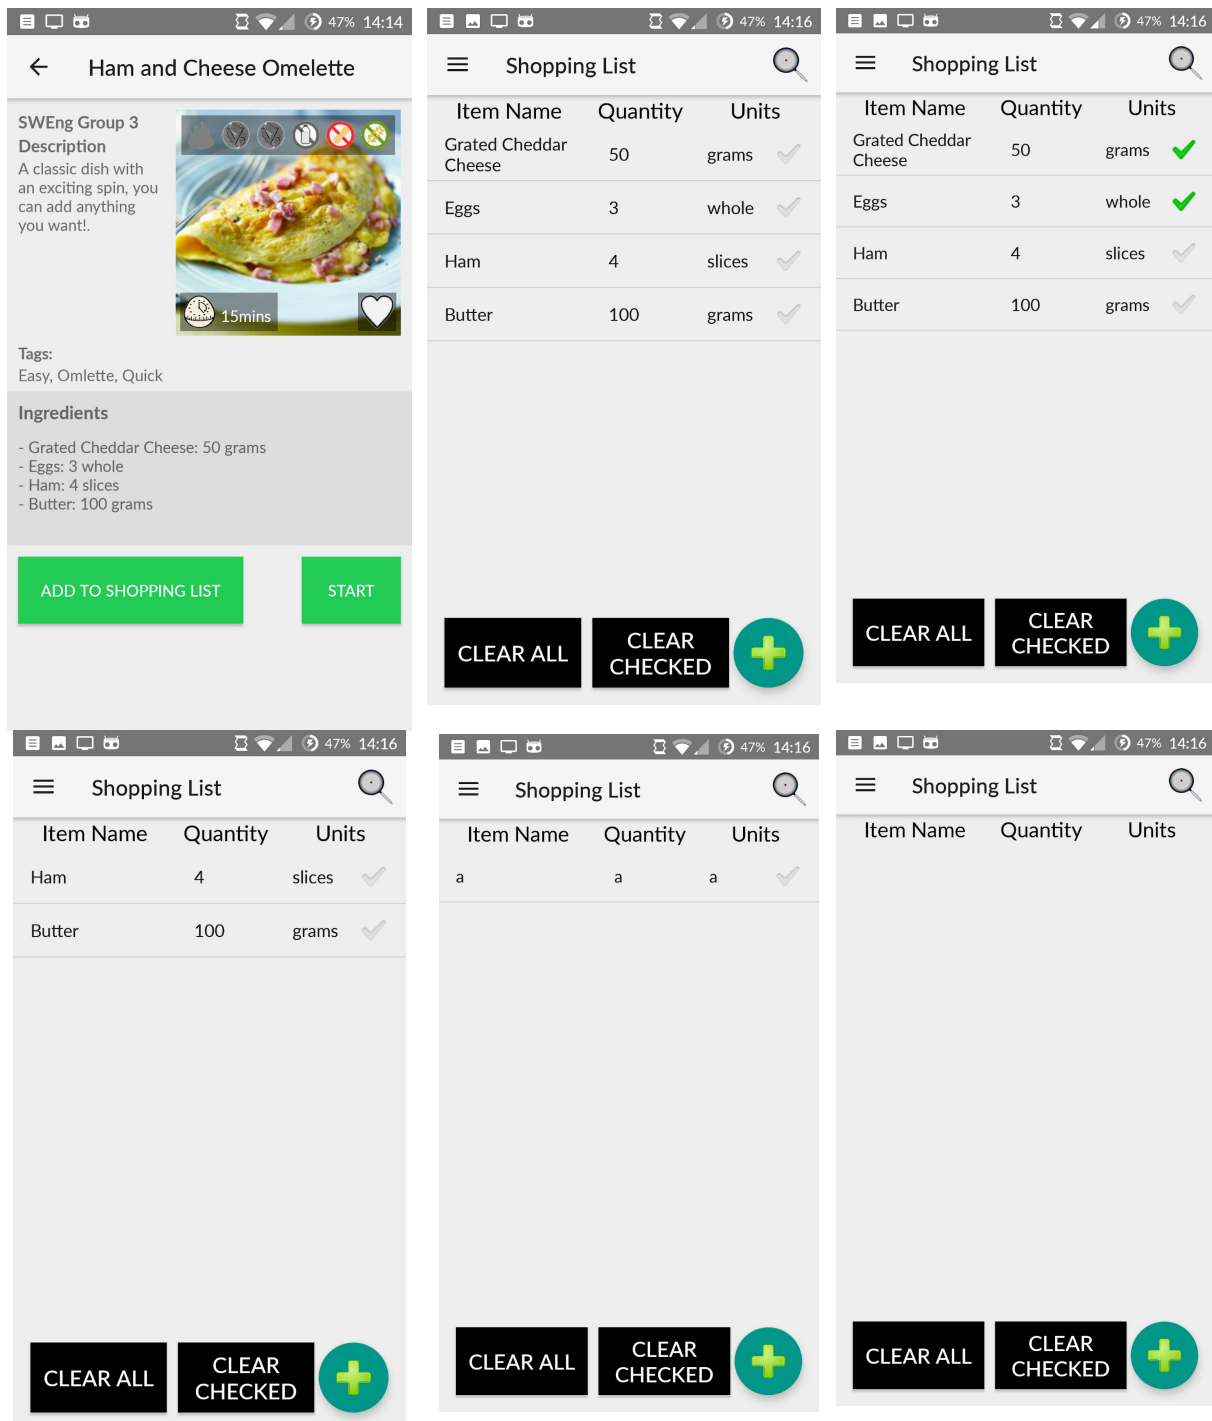 47% 14:14
Ham and Cheese Omelette
SWEng Group 3
Description
A classic dish with
an exciting spin, you
can add anything
you want!.
15mins
Tags:
Easy, Omlette, Quick
Ingredients
- Grated Cheddar Cheese: 50 grams
- Eggs: 3 whole
- Ham: 4 slices
- Butter: 100 grams
ADD TO SHOPPING LIST
START
47% 14:16
Shopping List
Item Name Quantity Units
Grated Cheddar
Cheese
50 grams
Eggs 3 whole
Ham 4 slices
Butter 100 grams
CLEAR ALL
CLEAR
CHECKED
47% 14:16
Shopping List
Item Name Quantity Units
Grated Cheddar
Cheese
50 grams
Eggs 3 whole
Ham 4 slices
Butter 100 grams
CLEAR ALL
CLEAR
CHECKED
47% 14:16
Shopping List
Item Name Quantity Units
Ham 4 slices
Butter 100 grams
CLEAR ALL
CLEAR
CHECKED
47% 14:16
Shopping List
Item Name Quantity Units
a a a
CLEAR ALL
CLEAR
CHECKED
47% 14:16
Shopping List
Item Name Quantity Units
CLEAR ALL
CLEAR
CHECKED